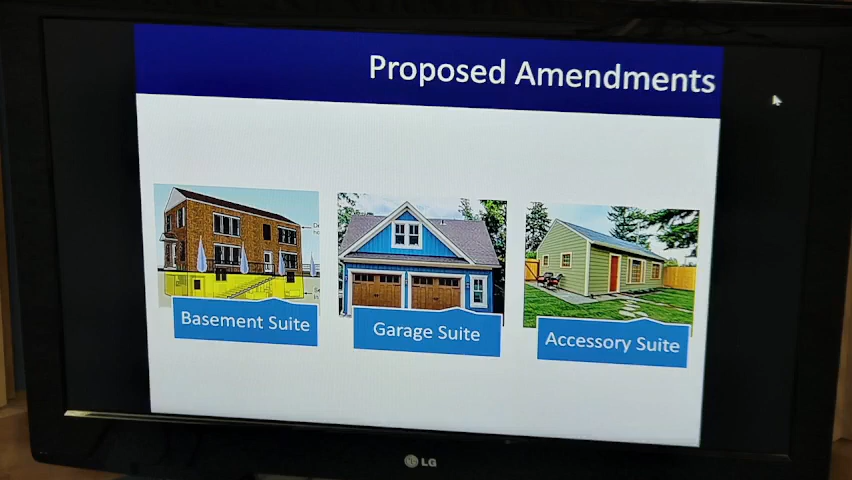 Proposed Amendments
Basement Suite
Garage Suite
Accessory Suite
LG